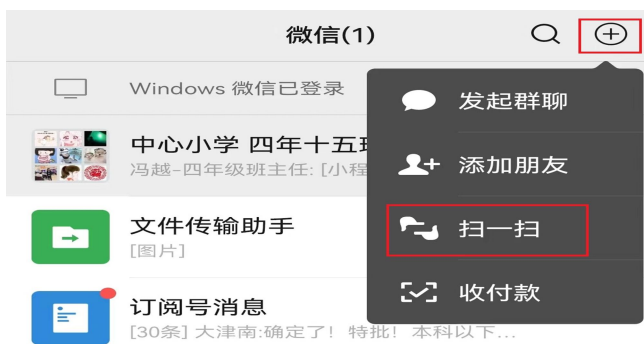 微信(1)
Windows 微信已登录
发起群聊
中心小学 四年十五班
冯越-四年级班主任: [小程
添加朋友
文件传输助手
[图片]
扫一扫
收付款
订阅号消息
[30条] 大津南:确定了！特批！本科以下...